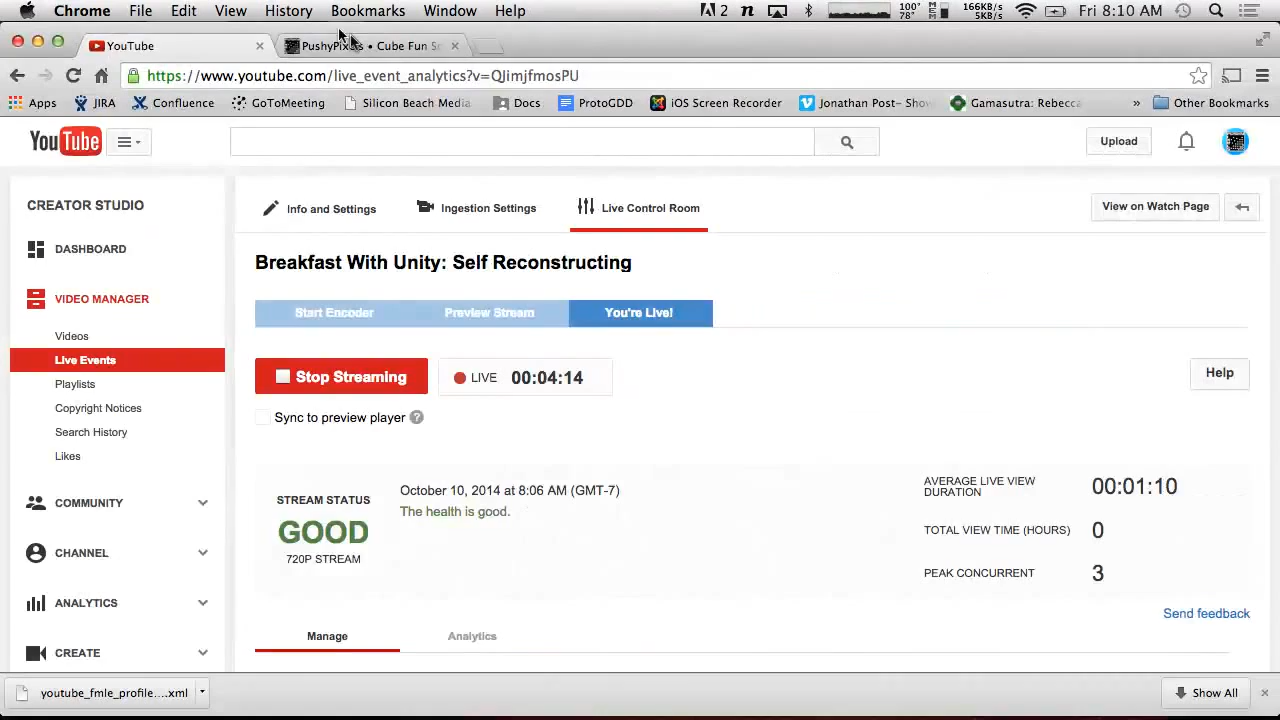 Chrome File Edit View History Bookmarks Window Help 2 100° 78° 166KB/S 5KB/S Fri 8:10 AM
YouTube PushyPixels • Cube Fun S
https://www.youtube.com/live_event_analytics?v=QJimjfmosPU
Apps JIRA Confluence GoToMeeting Silicon Beach Media Docs ProtoGDD iOS Screen Recorder Jonathan Post- Show Gamasutra: Rebecca » Other Bookmarks
YouTube Upload
CREATOR STUDIO
DASHBOARD
VIDEO MANAGER
Videos
Live Events
Playlists
Copyright Notices
Search History
Likes
COMMUNITY
CHANNEL
ANALYTICS
CREATE
Info and Settings Ingestion Settings Live Control Room View on Watch Page
Breakfast With Unity: Self Reconstructing
Start Encoder Preview Stream You're Live!
Stop Streaming LIVE 00:04:14 Help
Sync to preview player ?
STREAM STATUS
GOOD
720P STREAM
October 10, 2014 at 8:06 AM (GMT-7)
The health is good.
AVERAGE LIVE VIEW
DURATION 00:01:10
TOTAL VIEW TIME (HOURS) 0
PEAK CONCURRENT 3
Send feedback
Manage Analytics
youtube_fmle_profile....xml Show All